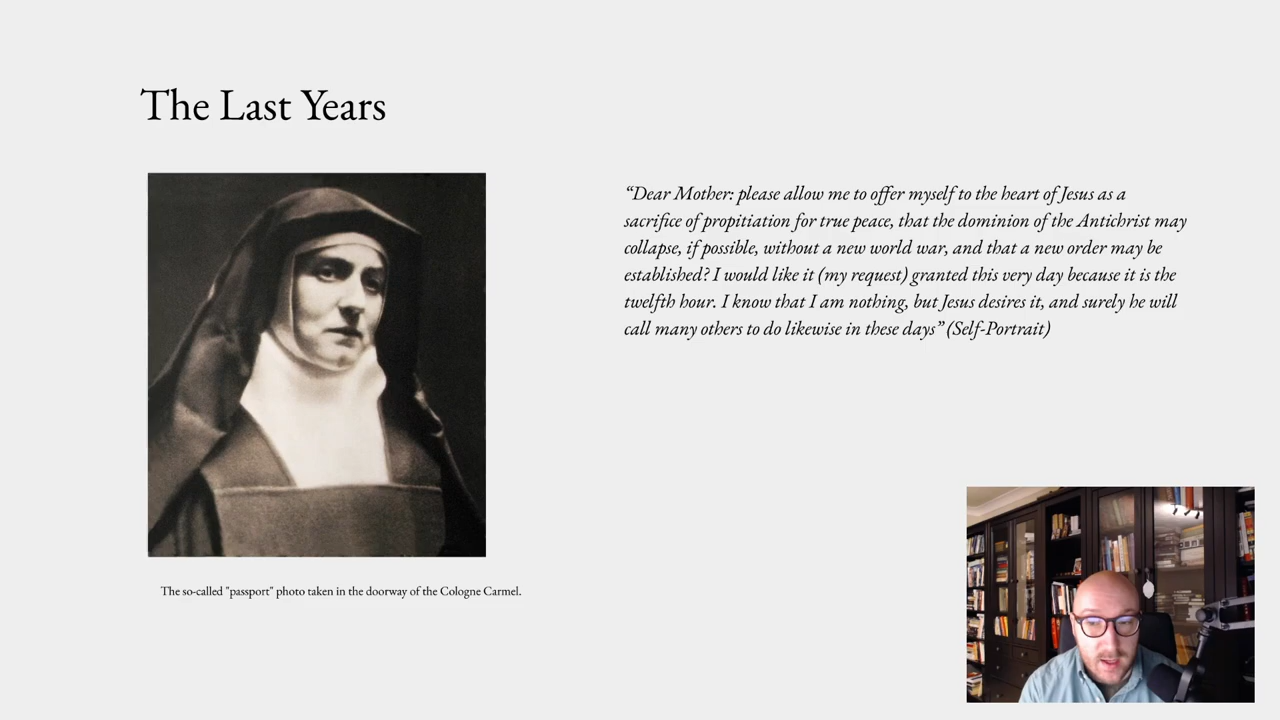 The Last Years
“Dear Mother: please allow me to offer myself to the heart of Jesus as a
sacrifice of propitiation for true peace, that the dominion of the Antichrist may
collapse, if possible, without a new world war, and that a new order may be
established? I would like it (my request) granted this very day because it is the
twelfth hour. I know that I am nothing, but Jesus desires it, and surely he will
call many others to do likewise in these days” (Self-Portrait)
The so-called "passport" photo taken in the doorway of the Cologne Carmel.